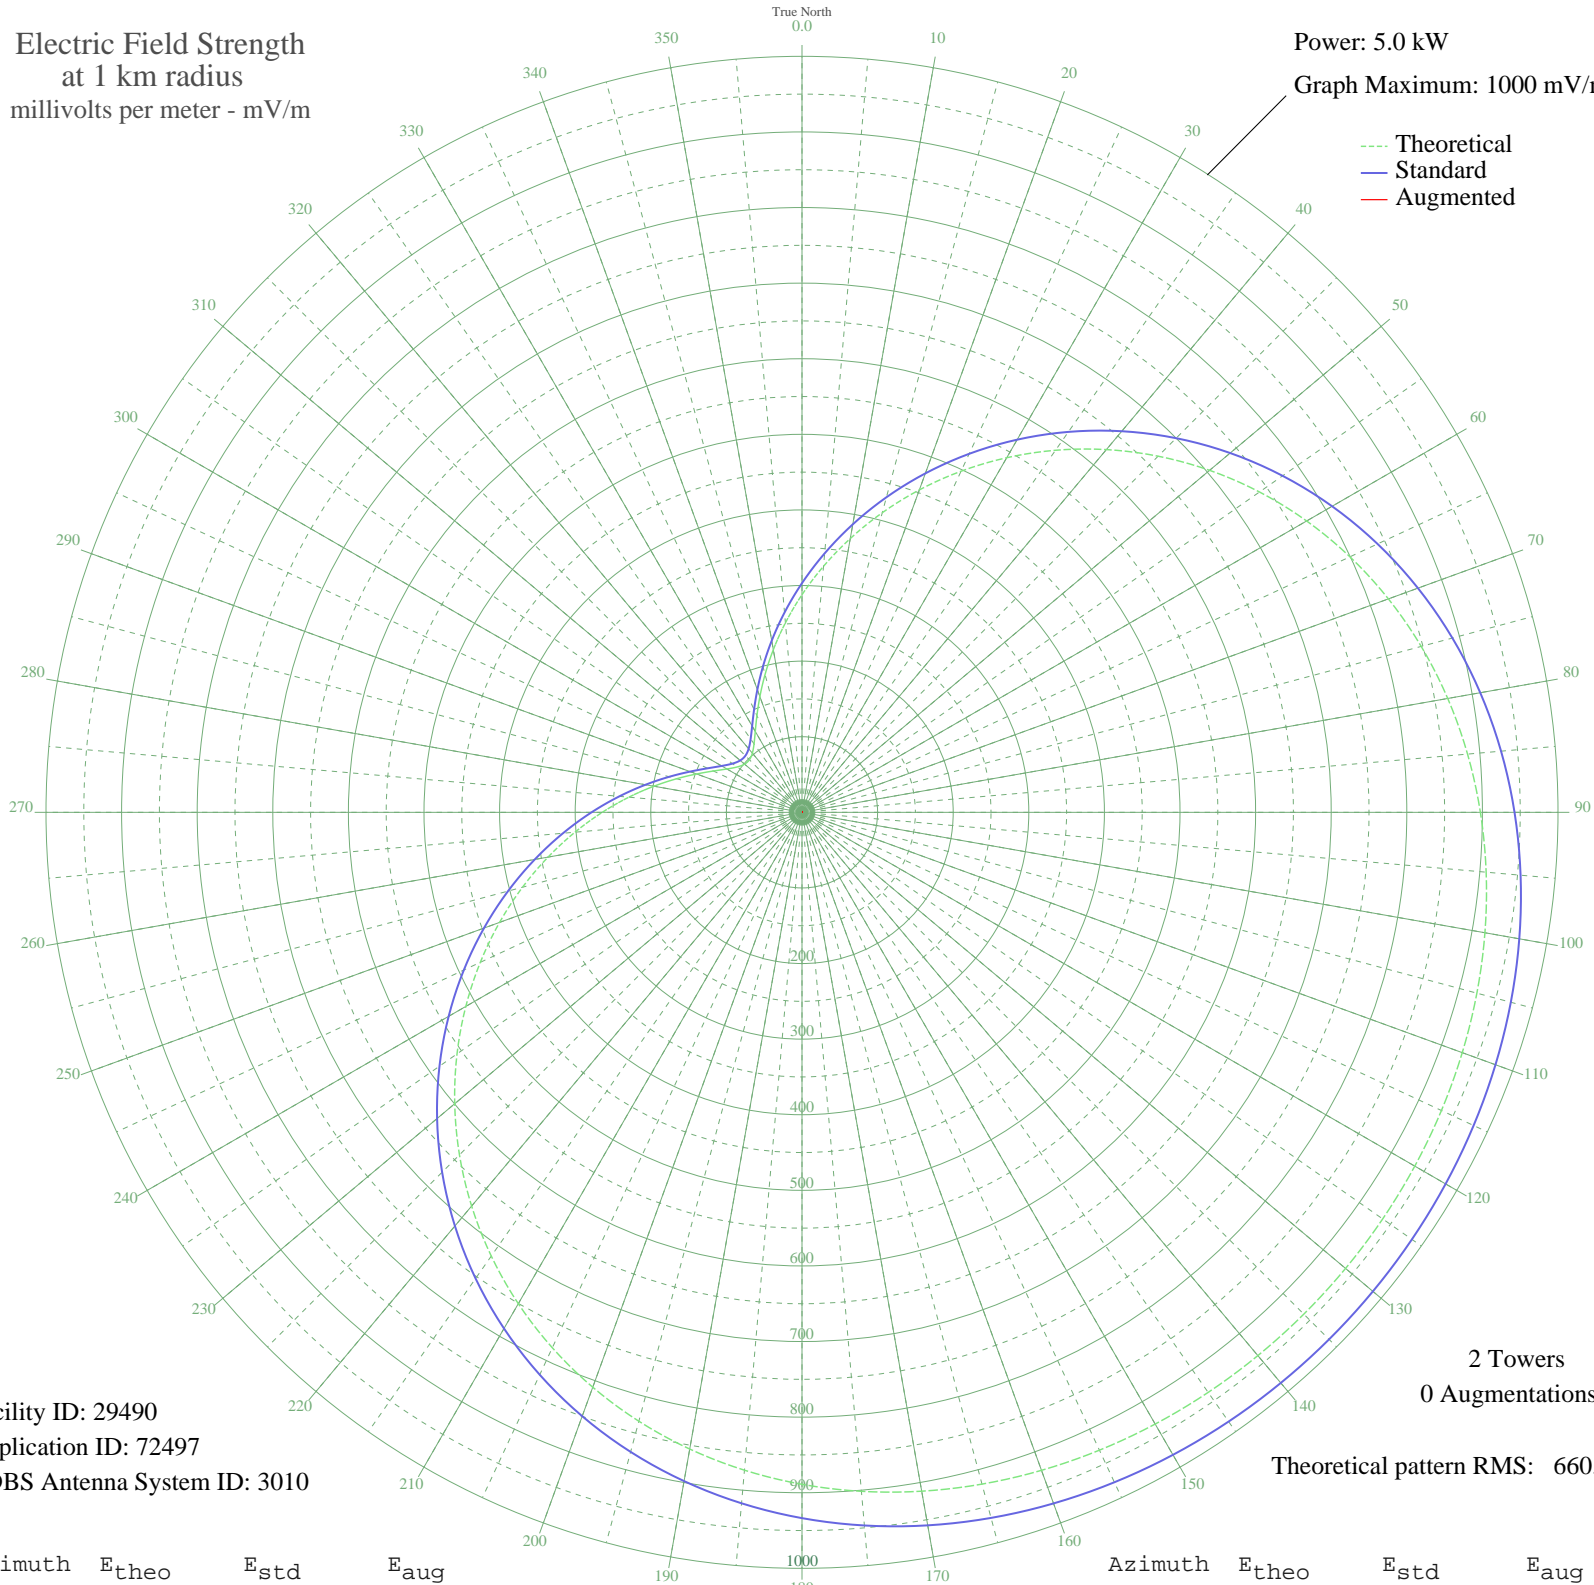 True North
0.0
Electric Field Strength
at 1 km radius
millivolts per meter - mV/m
Power: 5.0 kW
Graph Maximum: 1000 mV/
Theoretical
Standard
Augmented
10
20
30
40
50
60
70
80
90
100
110
120
130
140
150
160
170
190
200
210
220
230
240
250
260
270
280
290
300
310
320
330
340
350
200
300
400
500
600
700
800
900
1000
2 Towers
0 Augmentations
Theoretical pattern RMS: 660
cility ID: 29490
plication ID: 72497
DBS Antenna System ID: 3010
imuth Etheo Estd Eaug
Azimuth Etheo Estd Eaug